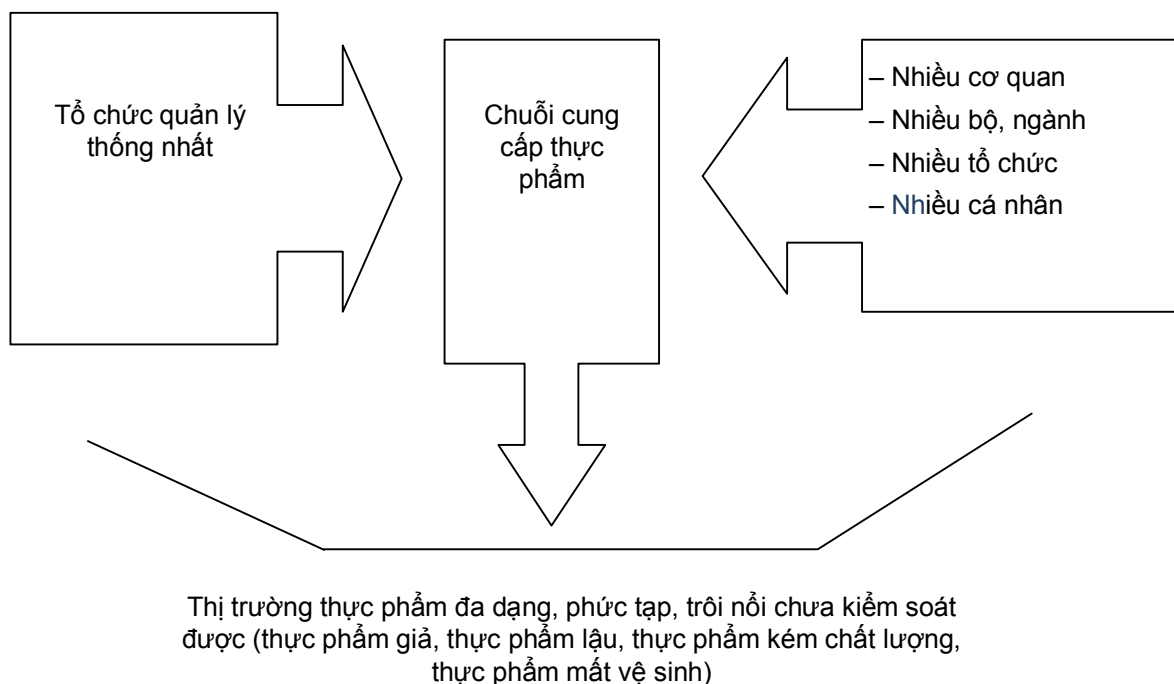 Tổ chức quản lý
thống nhất
Chuỗi cung
cấp thực
phẩm
– Nhiều cơ quan
– Nhiều bộ, ngành
– Nhiều tổ chức
– Nhiều cá nhân
Thị trường thực phẩm đa dạng, phức tạp, trôi nổi chưa kiểm soát
được (thực phẩm giả, thực phẩm lậu, thực phẩm kém chất lượng,
thực phẩm mất vệ sinh)